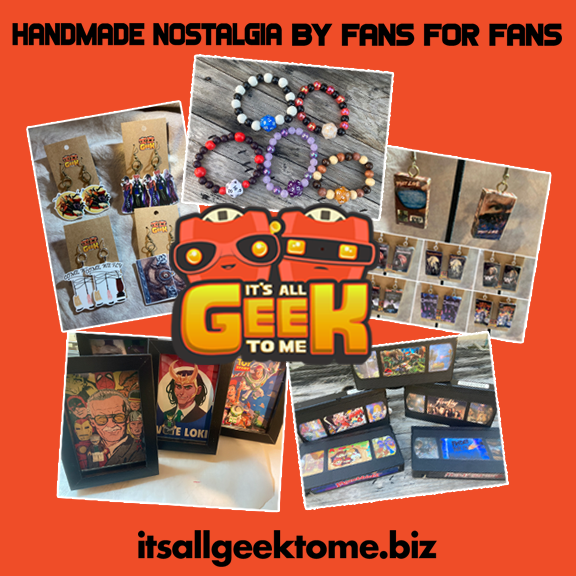 HANDMADE NOSTALGIA BY FANS FOR FANS
IT'S ALL
GEEK
TO ME
VOTE LOKI
itsallgeektome.biz